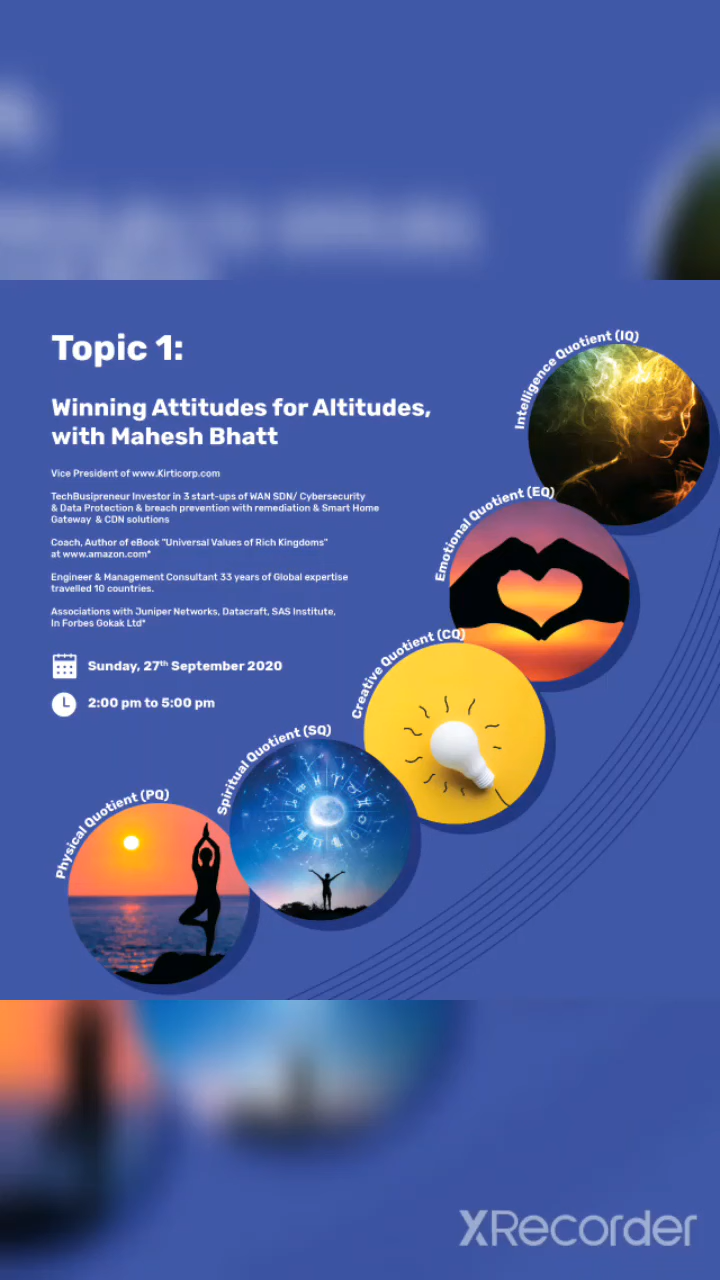 Topic 1:
Winning Attitudes for Altitudes,
with Mahesh Bhatt
Vice President of www.Kirticorp.com
TechBusipreneur Investor in 3 start-ups of WAN SDN/ Cybersecurity
& Data Protection & breach prevention with remediation & Smart Home
Gateway & CDN solutions
Coach, Author of eBook "Universal Values of Rich Kingdoms"
at www.amazon.com*
Engineer & Management Consultant 33 years of Global expertise
travelled 10 countries.
Associations with Juniper Networks, Datacraft, SAS Institute,
In Forbes Gokak Ltd*
Sunday, 27th September 2020
2:00 pm to 5:00 pm
Intelligence Quotient (IQ)
Emotional Quotient (EQ)
Creative Quotient (CQ)
Spiritual Quotient (SQ)
Physical Quotient (PQ)
XRecorder